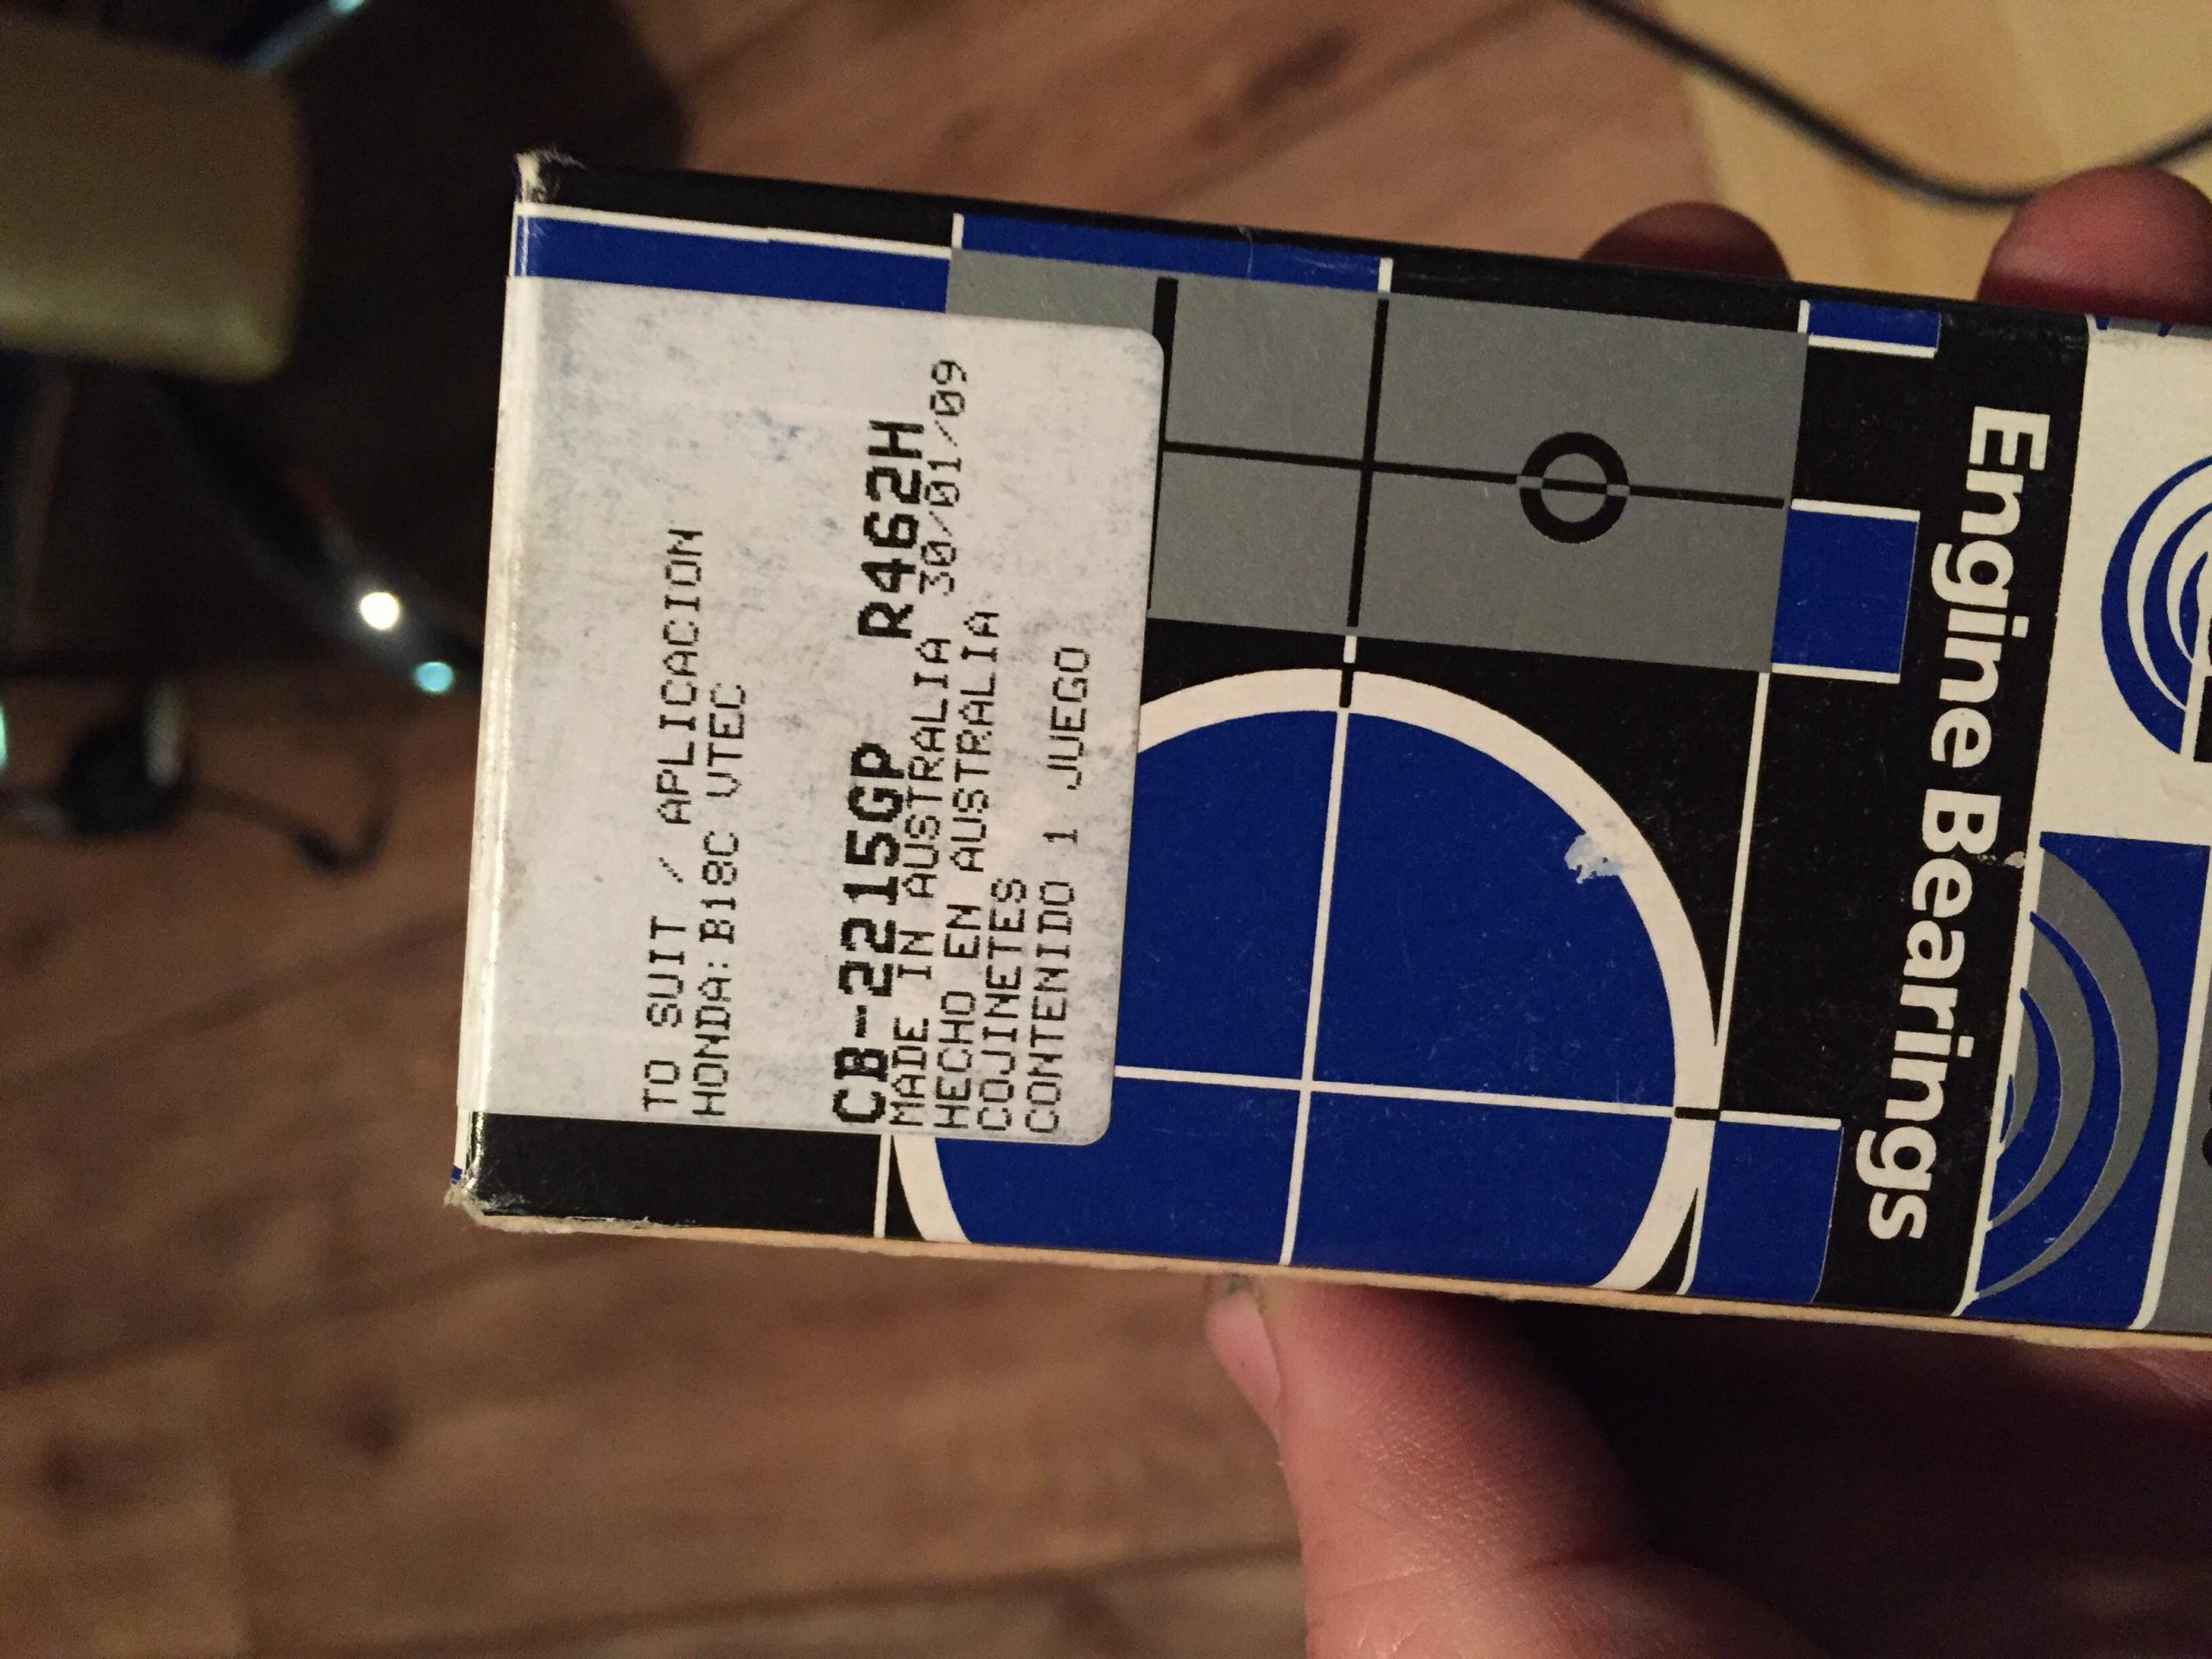 TO SUIT / APLICACION
HONDA: B18C VTEC
CB-2215GP R462H
MADE IN AUSTRALIA 30/01/09
HECHO EN AUSTRALIA
COJINETES
CONTENIDO 1 JUEGO
Engine Bearings